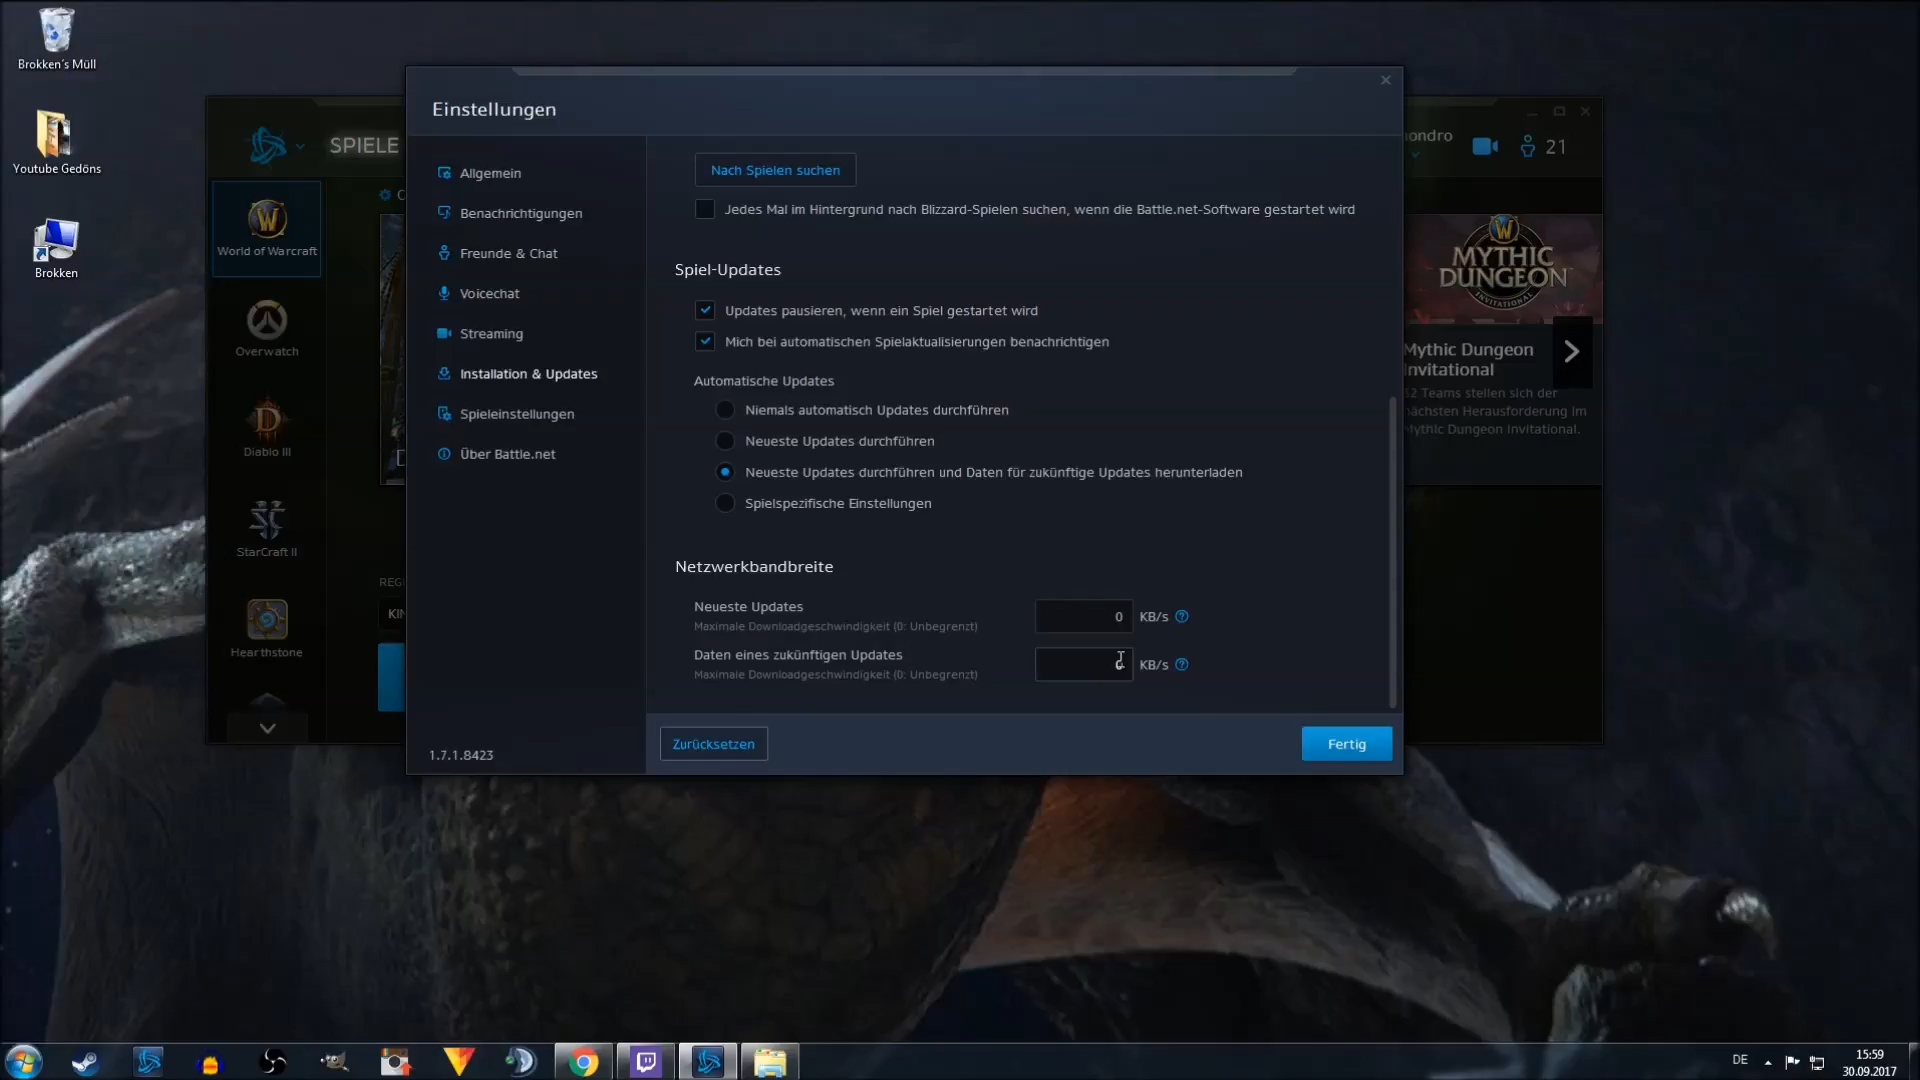 Brokken´s Müll
Youtube Gedöns
Brokken
SPIELE
World of Warcraft
Overwatch
Diablo III
StarCraft II
Hearthstone
Einstellungen
Allgemein
Benachrichtigungen
Freunde & Chat
Voicechat
Streaming
Installation & Updates
Spieleinstellungen
Über Battle.net
1.7.1.8423
Nach Spielen suchen
Jedes Mal im Hintergrund nach Blizzard-Spielen suchen, wenn die Battle.net-Software gestartet wird
Spiel-Updates
Updates pausieren, wenn ein Spiel gestartet wird
Mich bei automatischen Spielaktualisierungen benachrichtigen
Automatische Updates
Niemals automatisch Updates durchführen
Neueste Updates durchführen
Neueste Updates durchführen und Daten für zukünftige Updates herunterladen
Spielspezifische Einstellungen
Netzwerkbandbreite
Neueste Updates
Maximale Downloadgeschwindigkeit (0: Unbegrenzt)
0 KB/s
Daten eines zukünftigen Updates
Maximale Downloadgeschwindigkeit (0: Unbegrenzt)
KB/s
Zurücksetzen
Fertig
ondro
21
MYTHIC
DUNGEON
INVITATIONAL
Mythic Dungeon
Invitational
32 Teams stellen sich der
nächsten Herausforderung im
Mythic Dungeon Invitational.
DE
15:59
30.09.2017